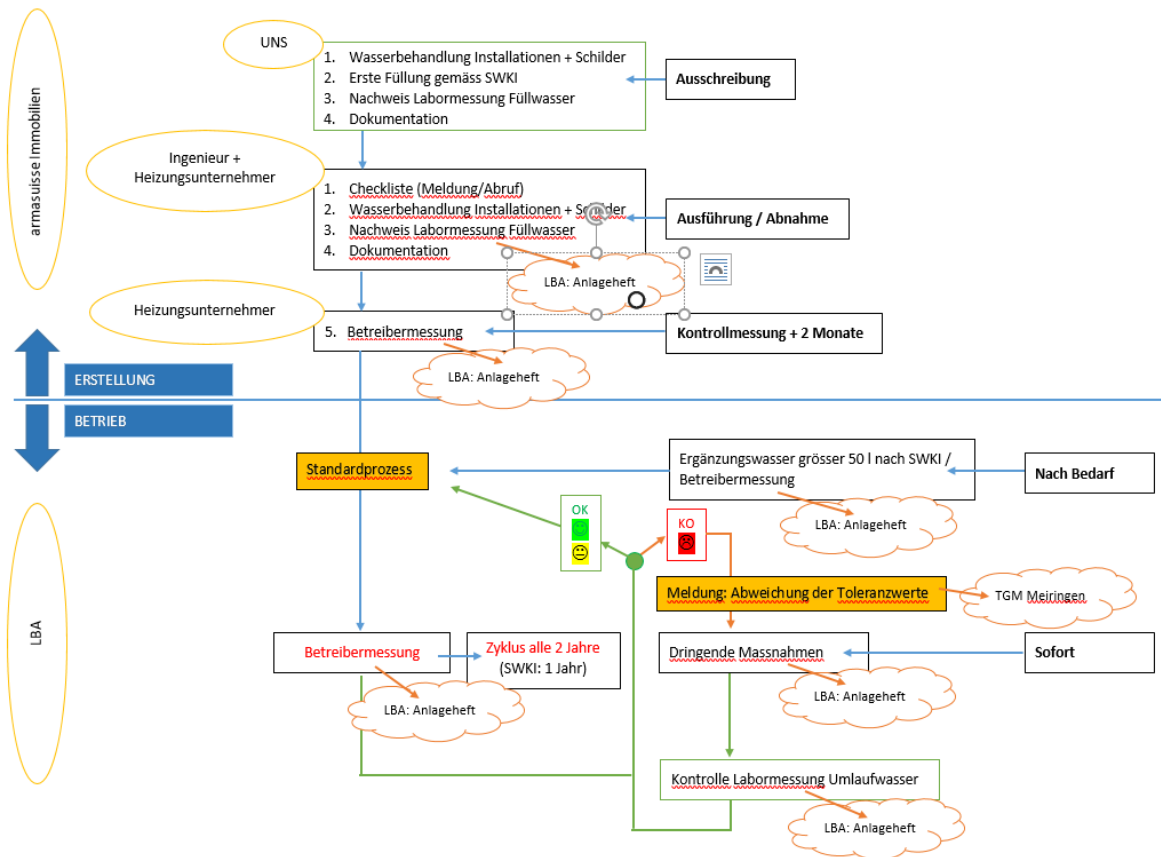 UNS
1. Wasserbehandlung Installationen + Schilder
2. Erste Füllung gemäss SWKI
3. Nachweis Labormessung Füllwasser
4. Dokumentation
Ausschreibung
armasuisse Immobilien
Ingenieur +
Heizungsunternehmer
1. Checkliste (Meldung/Abruf)
2. Wasserbehandlung Installationen + Schilder
3. Nachweis Labormessung Füllwasser
4. Dokumentation
Ausführung / Abnahme
LBA: Anlageheft
Heizungsunternehmer
5. Betreibermessung
Kontrollmessung + 2 Monate
LBA: Anlageheft
ERSTELLUNG
BETRIEB
Standardprozess
Ergänzungswasser grösser 50 l nach SWKI /
Betreibermessung
Nach Bedarf
LBA: Anlageheft
OK
KO
Meldung: Abweichung der Toleranzwerte
TGM Meiringen
LBA
Betreibermessung
Zyklus alle 2 Jahre
(SWKI: 1 Jahr)
Dringende Massnahmen
Sofort
LBA: Anlageheft
LBA: Anlageheft
Kontrolle Labormessung Umlaufwasser
LBA: Anlageheft